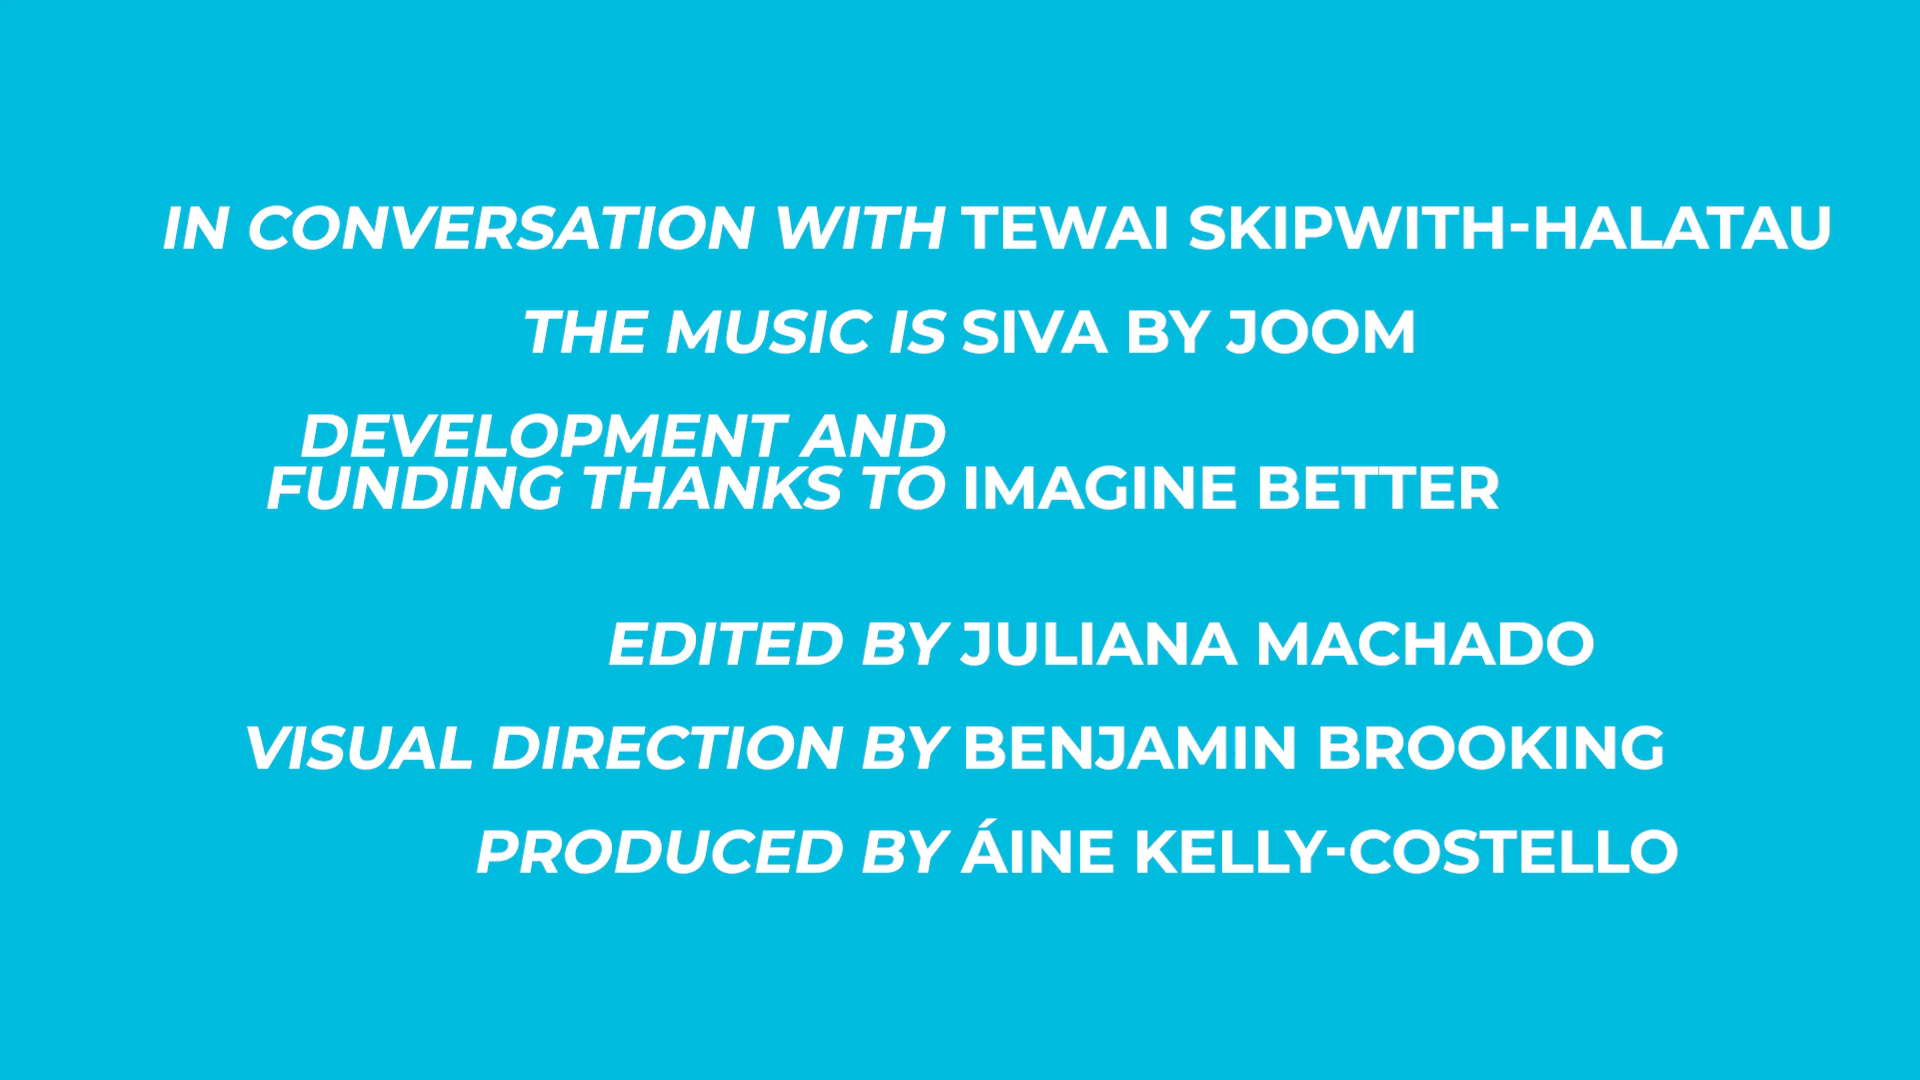 IN CONVERSATION WITH TEWAI SKIPWITH-HALATAU
THE MUSIC IS SIVA BY JOOM
DEVELOPMENT AND
FUNDING THANKS TO IMAGINE BETTER
EDITED BY JULIANA MACHADO
VISUAL DIRECTION BY BENJAMIN BROOKING
PRODUCED BY ÁINE KELLY-COSTELLO